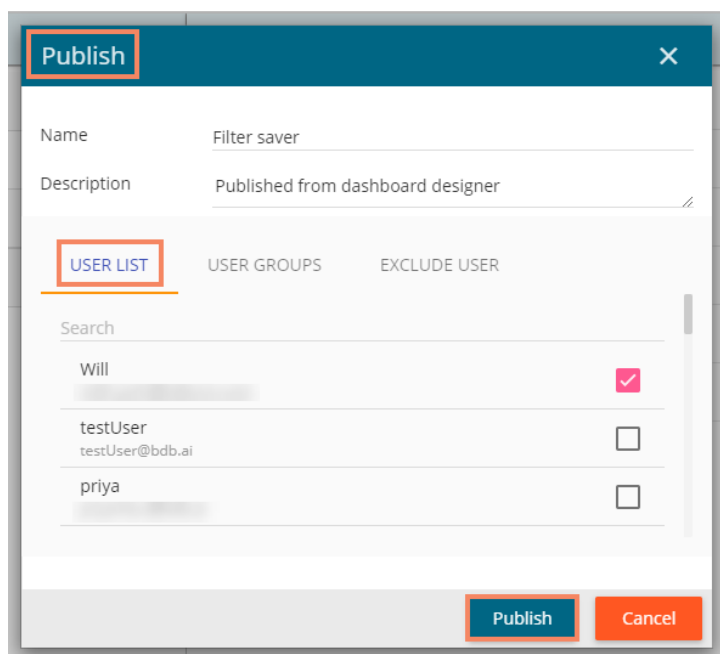 Publish
Name Filter saver
Description Published from dashboard designer
USER LIST USER GROUPS EXCLUDE USER
Search
Will
testUser
testUser@bdb.ai
priya
Publish Cancel